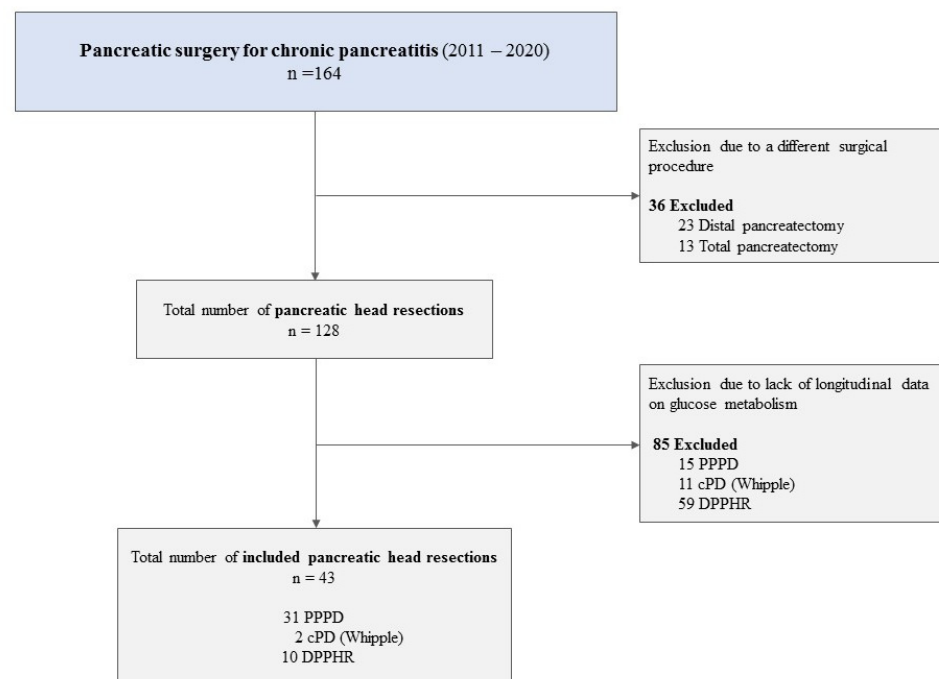 Pancreatic surgery for chronic pancreatitis (2011 – 2020)
n =164
Exclusion due to a different surgical
procedure
36 Excluded
23 Distal pancreatectomy
13 Total pancreatectomy
Total number of pancreatic head resections
n = 128
Exclusion due to lack of longitudinal data
on glucose metabolism
85 Excluded
15 PPPD
11 cPD (Whipple)
59 DPPHR
Total number of included pancreatic head resections
n = 43
31 PPPD
2 cPD (Whipple)
10 DPPHR